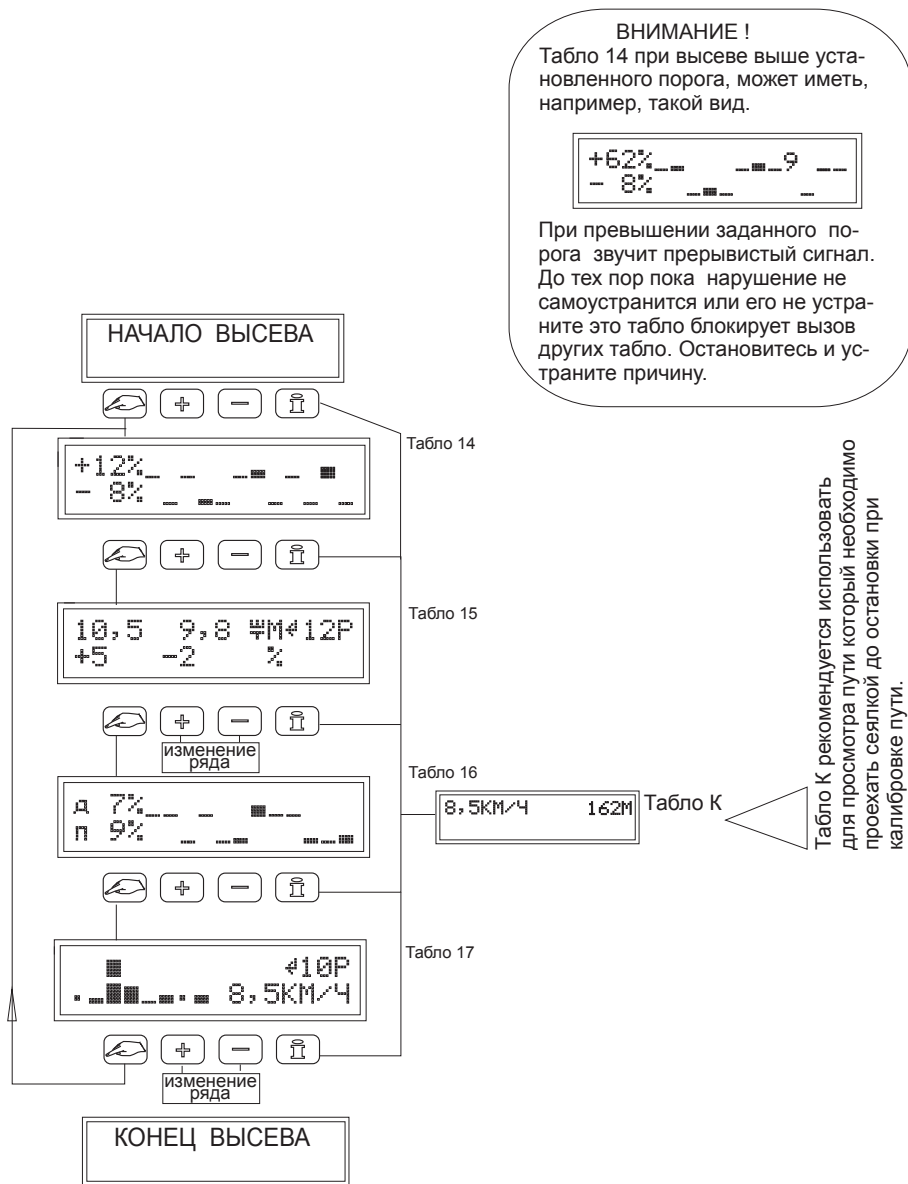 ВНИМАНИЕ !
Табло 14 при высеве выше уста-
новленного порога, может иметь,
например, такой вид.
+62% 9
- 8%
При превышении заданного по-
рога звучит прерывистый сигнал.
До тех пор пока нарушение не
самоустранится или его не устра-
ните это табло блокирует вызов
других табло. Остановитесь и ус-
траните причину.
НАЧАЛО ВЫСЕВА
+ - i
Табло 14
+12%
- 8%
+ - i
Табло 15
10,5 9,8 М 12Р
+5 -2 %
+ - i
изменение
ряда
Табло 16
д 7%
п 9%
8,5КМ/Ч 162М
Табло К
Табло К рекомендуется использовать
для просмотра пути который необходимо
проехать сеялкой до остановки при
калибровке пути.
+ - i
Табло 17
10Р
8,5КМ/Ч
+ - i
изменение
ряда
КОНЕЦ ВЫСЕВА